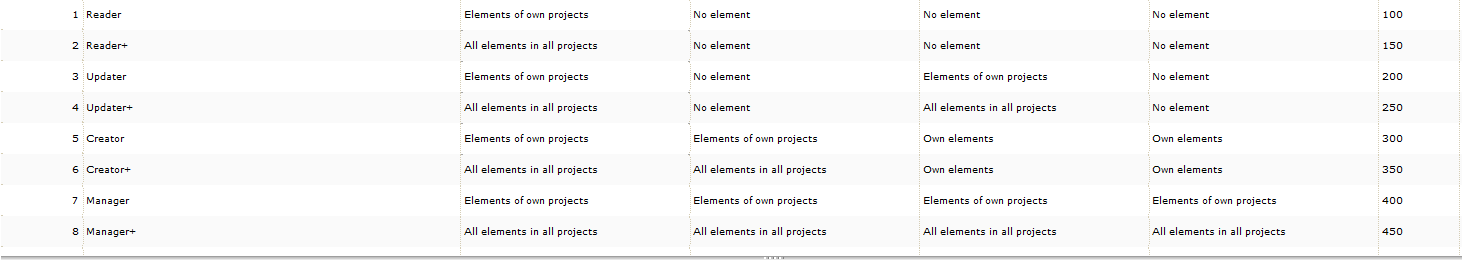 1 Reader Elements of own projects No element No element No element 100
2 Reader+ All elements in all projects No element No element No element 150
3 Updater Elements of own projects No element Elements of own projects No element 200
4 Updater+ All elements in all projects No element All elements in all projects No element 250
5 Creator Elements of own projects Elements of own projects Own elements Own elements 300
6 Creator+ All elements in all projects All elements in all projects Own elements Own elements 350
7 Manager Elements of own projects Elements of own projects Elements of own projects Elements of own projects 400
8 Manager+ All elements in all projects All elements in all projects All elements in all projects All elements in all projects 450